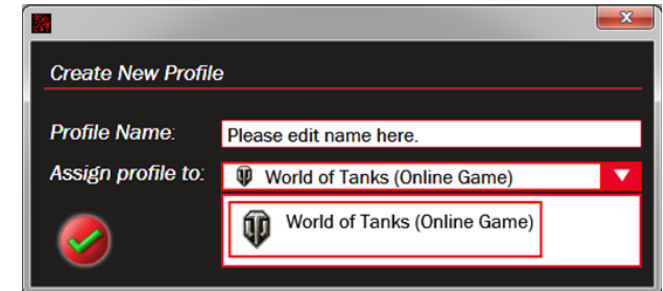 Create New Profile
Profile Name:
Please edit name here.
Assign profile to:
World of Tanks (Online Game)
World of Tanks (Online Game)